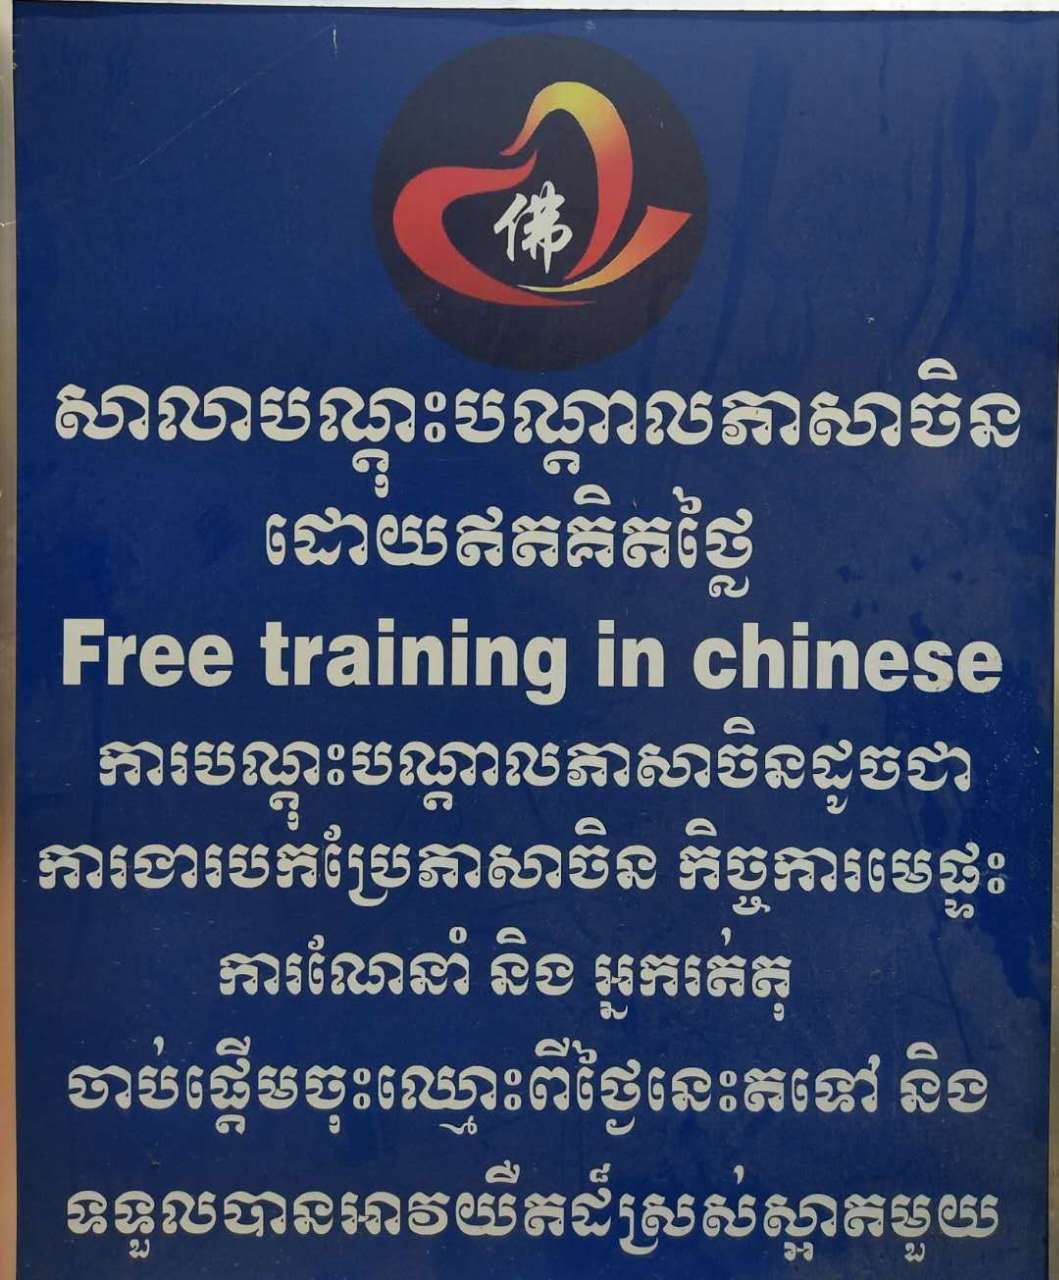 佛
សាលាបណ្តុះបណ្តាលភាសាចិន
ដោយឥតគិតថ្លៃ
Free training in chinese
ការបណ្តុះបណ្តាលភាសាចិនដូចជា
ការងារបកប្រែភាសាចិន កិច្ចការមេផ្ទះ
ការណែនាំ និង អ្នករត់តុ
ចាប់ផ្តើមចុះឈ្មោះពីថ្ងៃនេះតទៅ និង
ទទួលបានអាវយឺតដ៏ស្រស់ស្អាតមួយ